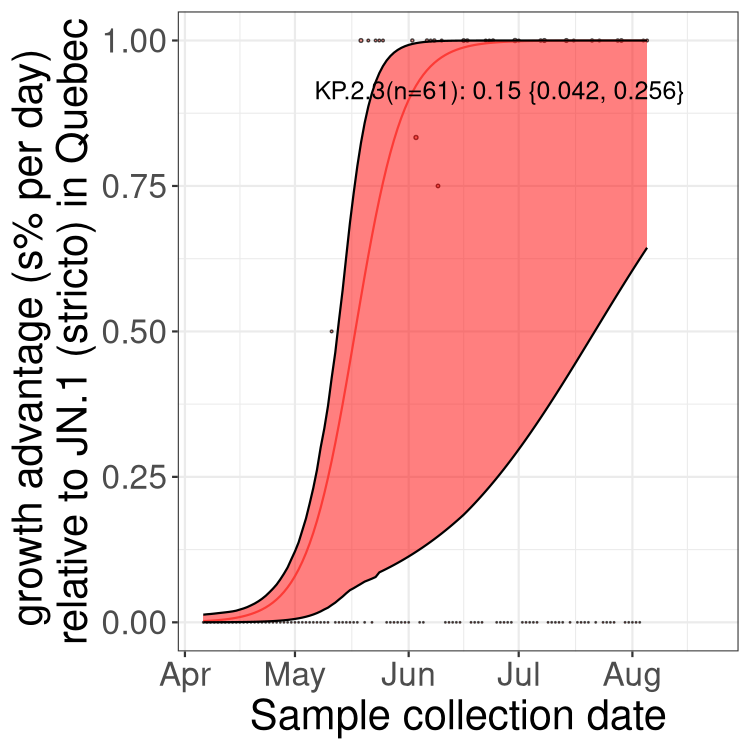 growth advantage (s% per day)
relative to JN.1 (stricto) in Quebec
1.00
0.75
0.50
0.25
0.00
KP.2.3(n=61): 0.15 {0.042, 0.256}
Apr May Jun Jul Aug
Sample collection date